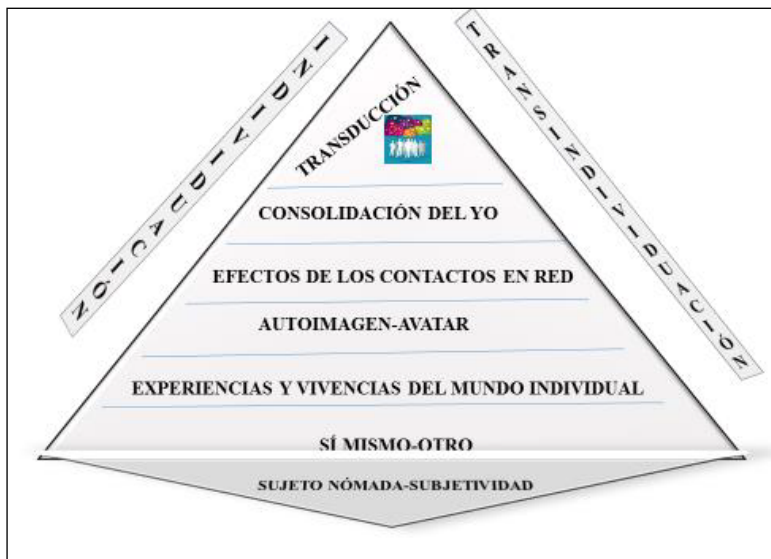 INDIVIDUACIÓN
TRANSINDIVIDUACIÓN
TRANSDUCCIÓN
CONSOLIDACIÓN DEL YO
EFECTOS DE LOS CONTACTOS EN RED
AUTOIMAGEN-AVATAR
EXPERIENCIAS Y VIVENCIAS DEL MUNDO INDIVIDUAL
SÍ MISMO-OTRO
SUJETO NÓMADA-SUBJETIVIDAD